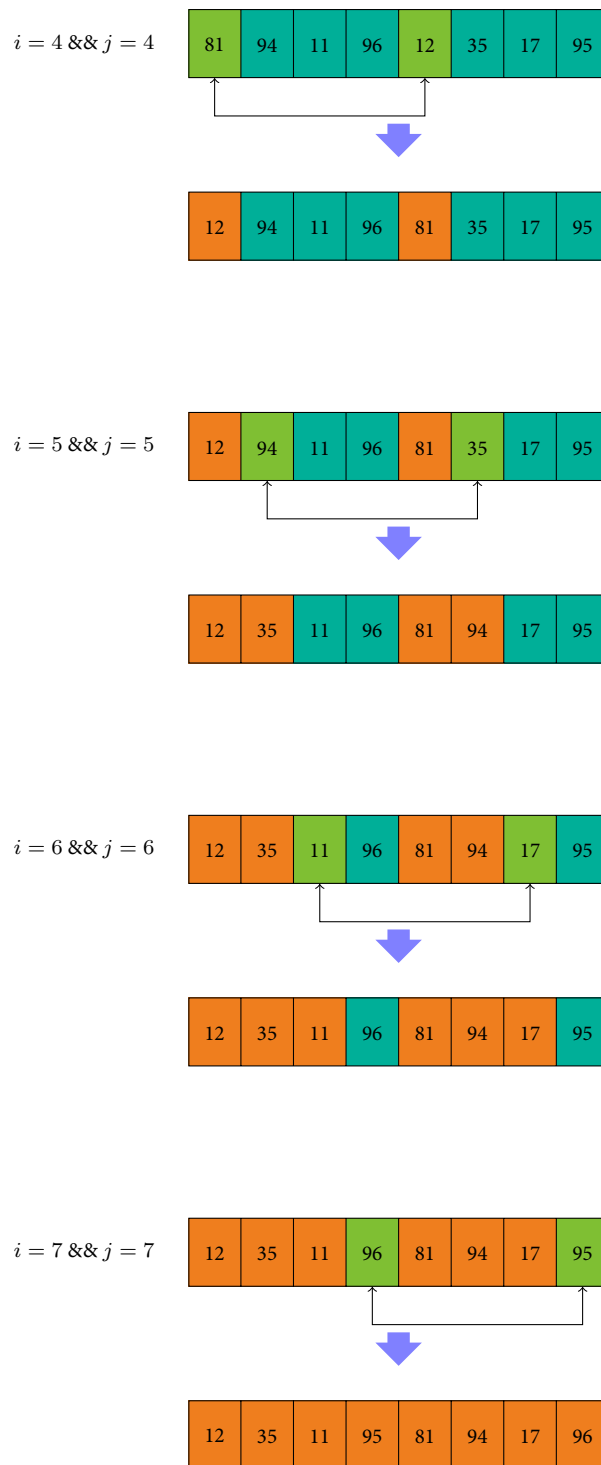 i = 4 && j = 4 81 94 11 96 12 35 17 95
12 94 11 96 81 35 17 95
i = 5 && j = 5 12 94 11 96 81 35 17 95
12 35 11 96 81 94 17 95
i = 6 && j = 6 12 35 11 96 81 94 17 95
12 35 11 96 81 94 17 95
i = 7 && j = 7 12 35 11 96 81 94 17 95
12 35 11 95 81 94 17 96